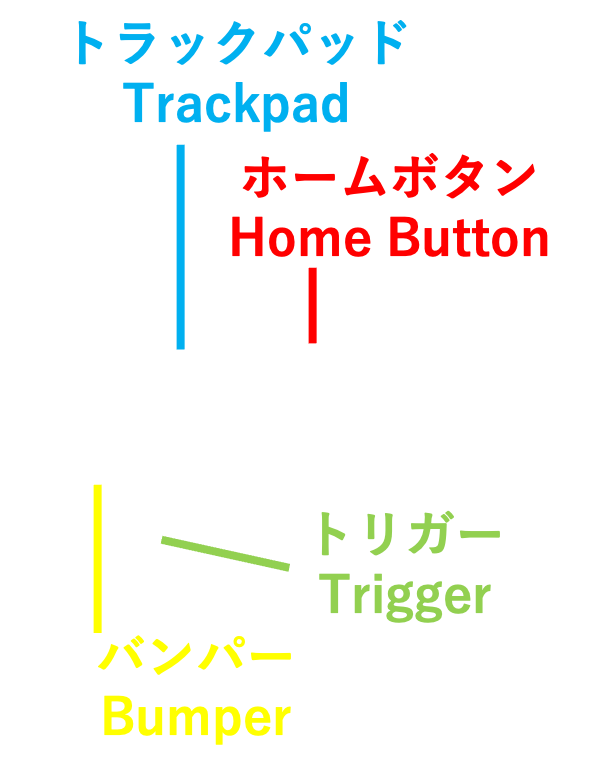 トラックパッド
Trackpad
ホームボタン
Home Button
トリガー
Trigger
バンパー
Bumper